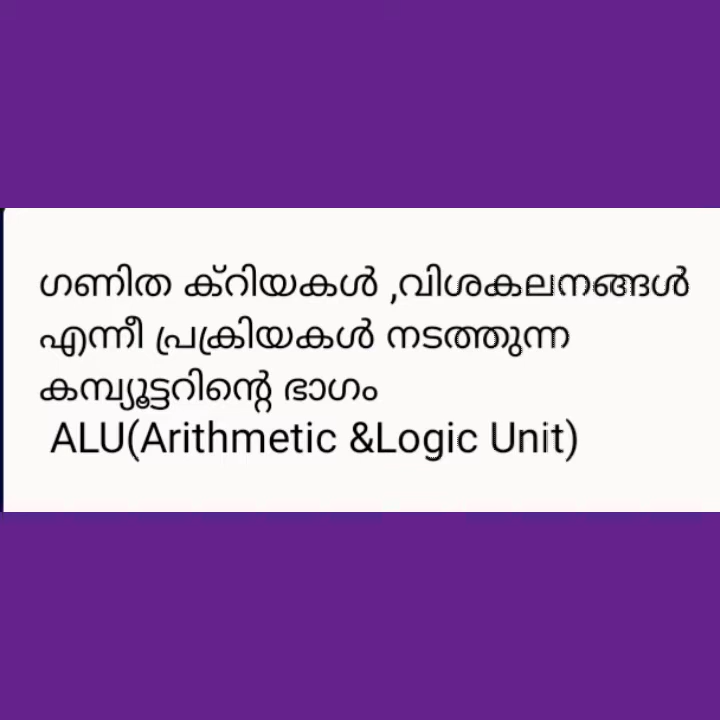 ഗണിത ക്റിയകൾ ,വിശകലനങ്ങൾ
എന്നീ പ്രക്രിയകൾ നടത്തുന്ന
കമ്പ്യൂട്ടറിന്റെ ഭാഗം
ALU(Arithmetic &Logic Unit)